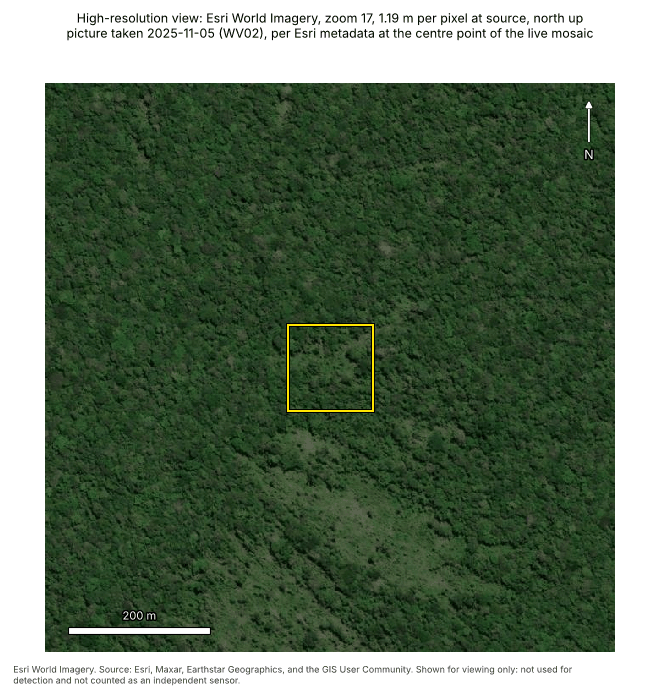 High-resolution view: Esri World Imagery, zoom 17, 1.19 m per pixel at source, north up
picture taken 2025-11-05 (WV02), per Esri metadata at the centre point of the live mosaic
N
200 m
Esri World Imagery. Source: Esri, Maxar, Earthstar Geographics, and the GIS User Community. Shown for viewing only: not used for
detection and not counted as an independent sensor.